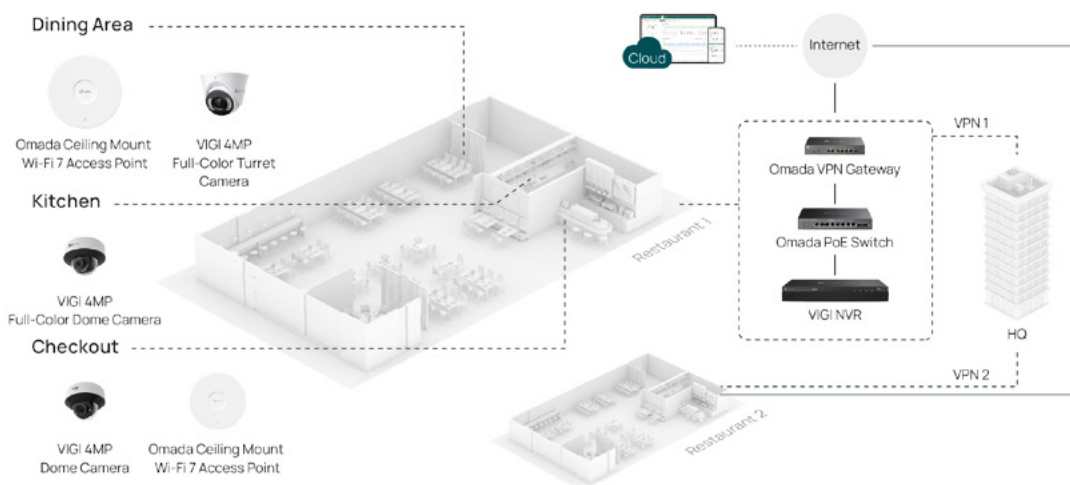 Dining Area
Omada Ceiling Mount
Wi-Fi 7 Access Point
VIGI 4MP
Full-Color Turret
Camera
Kitchen
VIGI 4MP
Full-Color Dome Camera
Checkout
VIGI 4MP
Dome Camera
Omada Ceiling Mount
Wi-Fi 7 Access Point
Restaurant 1
Restaurant 2
Cloud
Internet
Omada VPN Gateway
Omada PoE Switch
VIGI NVR
VPN 1
HQ
VPN 2